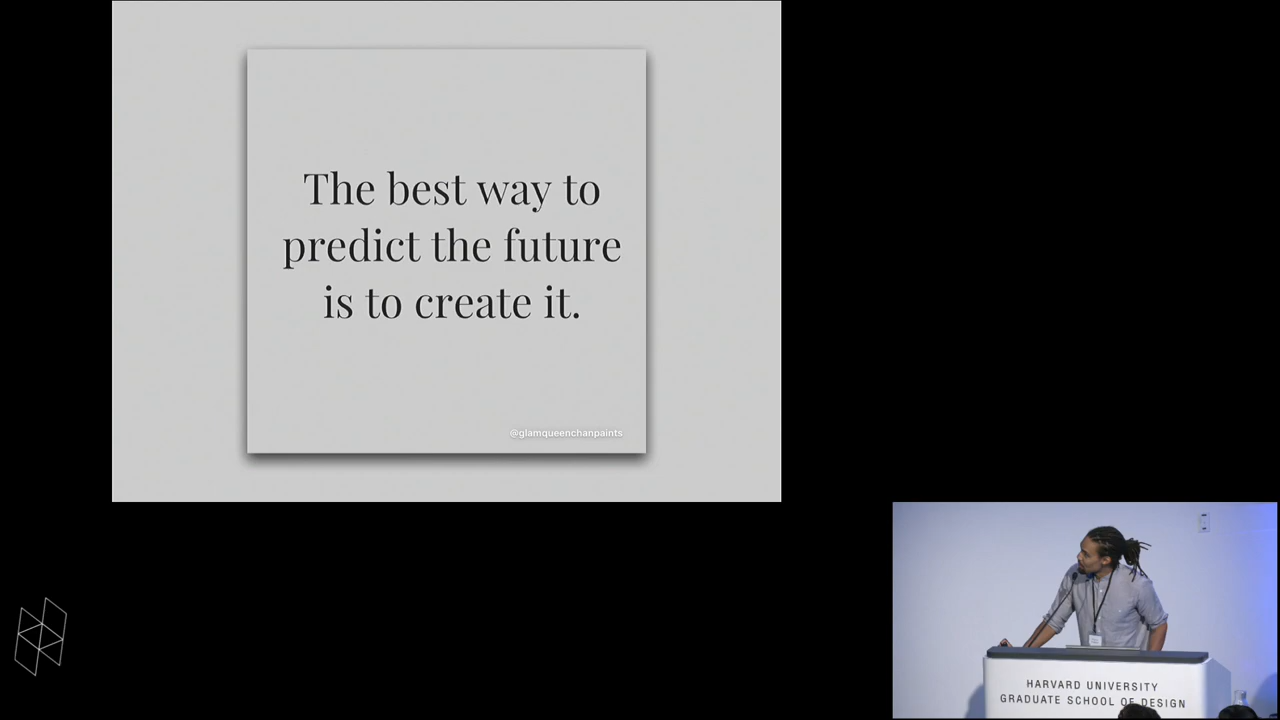 The best way to
predict the future
is to create it.
@glamqueenchanpaints
HARVARD UNIVERSITY
GRADUATE SCHOOL OF DESIGN